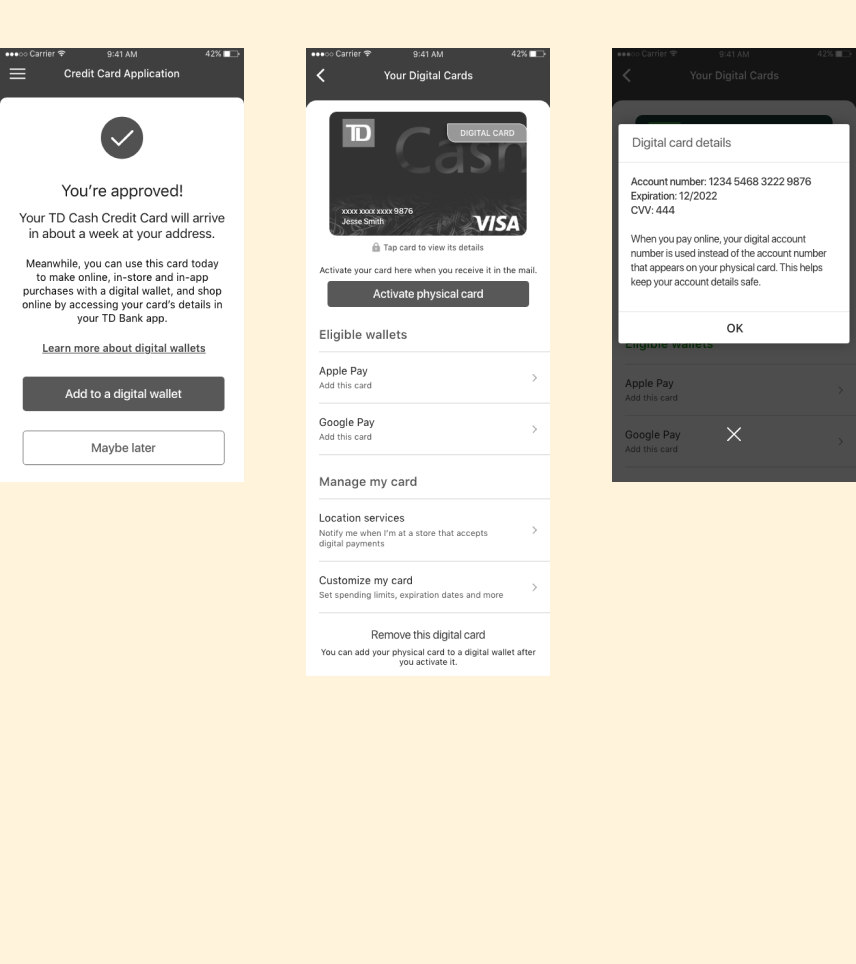 Carrier 9:41 AM 42%
Credit Card Application
You're approved!
Your TD Cash Credit Card will arrive
in about a week at your address.
Meanwhile, you can use this card today
to make online, in-store and in-app
purchases with a digital wallet, and shop
online by accessing your card's details in
your TD Bank app.
Learn more about digital wallets
Add to a digital wallet
Maybe later
Carrier 9:41 AM 42%
Your Digital Cards
TD
DIGITAL CARD
Cash
xxxx xxxx xxxx 9876
Jesse Smith
VISA
Tap card to view its details
Activate your card here when you receive it in the mail.
Activate physical card
Eligible wallets
Apple Pay
Add this card
Google Pay
Add this card
Manage my card
Location services
Notify me when I'm at a store that accepts
digital payments
Customize my card
Set spending limits, expiration dates and more
Remove this digital card
You can add your physical card to a digital wallet after
you activate it.
Carrier 9:41 AM 42%
Your Digital Cards
Digital card details
Account number: 1234 5468 3222 9876
Expiration: 12/2022
CVV: 444
When you pay online, your digital account
number is used instead of the account number
that appears on your physical card. This helps
keep your account details safe.
OK
Eligible wallets
Apple Pay
Add this card
Google Pay
Add this card